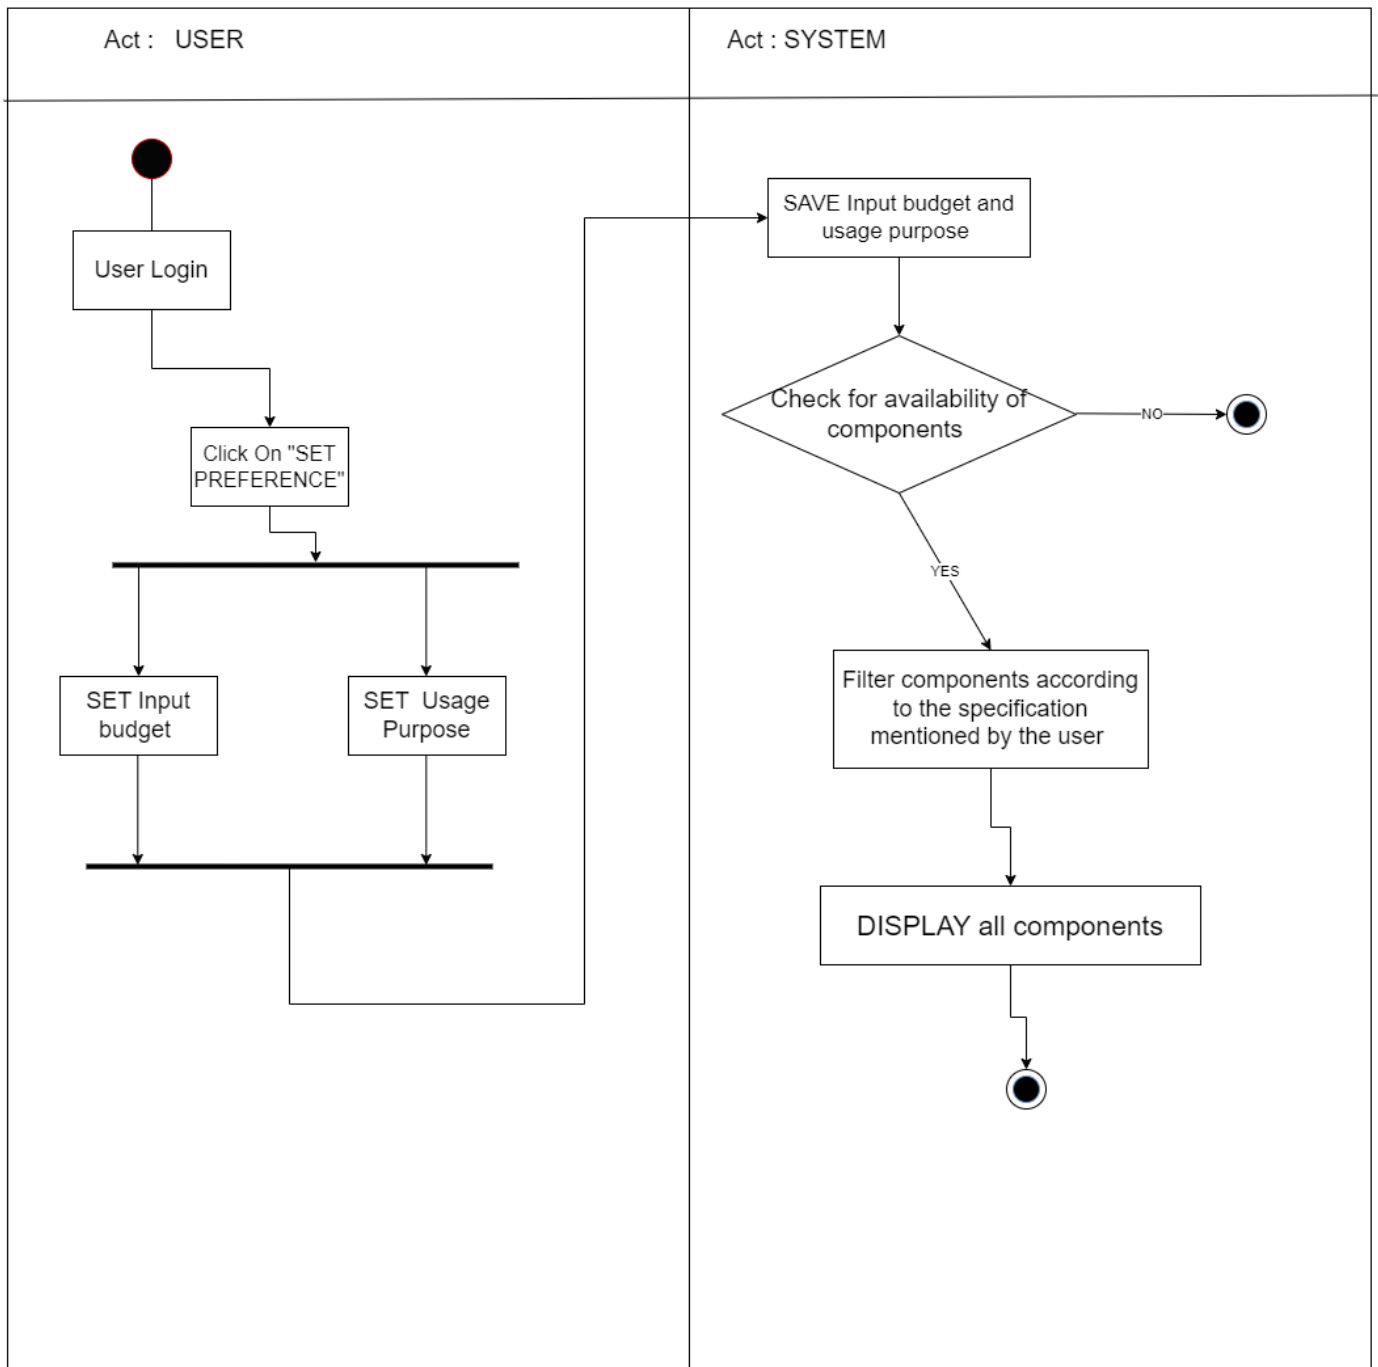 Act :   USER
Act : SYSTEM
User Login
Click On "SET
PREFERENCE"
SET Input
budget
SET  Usage
Purpose
SAVE Input budget and
usage purpose
Check for availability of
components
NO
YES
Filter components according
to the specification
mentioned by the user
DISPLAY all components